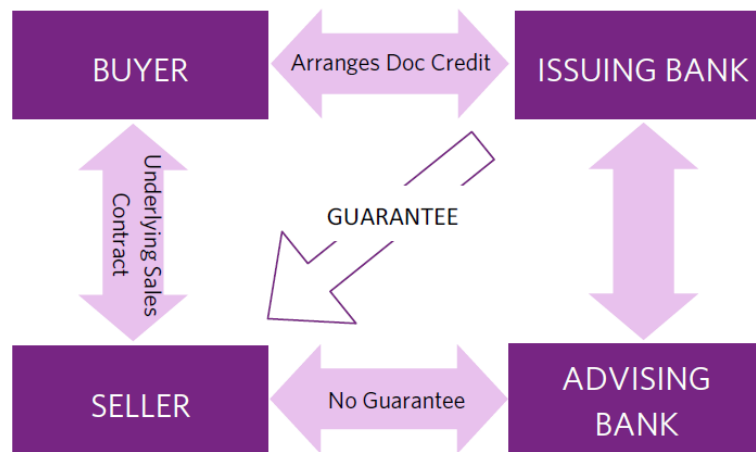 BUYER
Arranges Doc Credit
ISSUING BANK
Underlying Sales
Contract
GUARANTEE
SELLER
No Guarantee
ADVISING
BANK